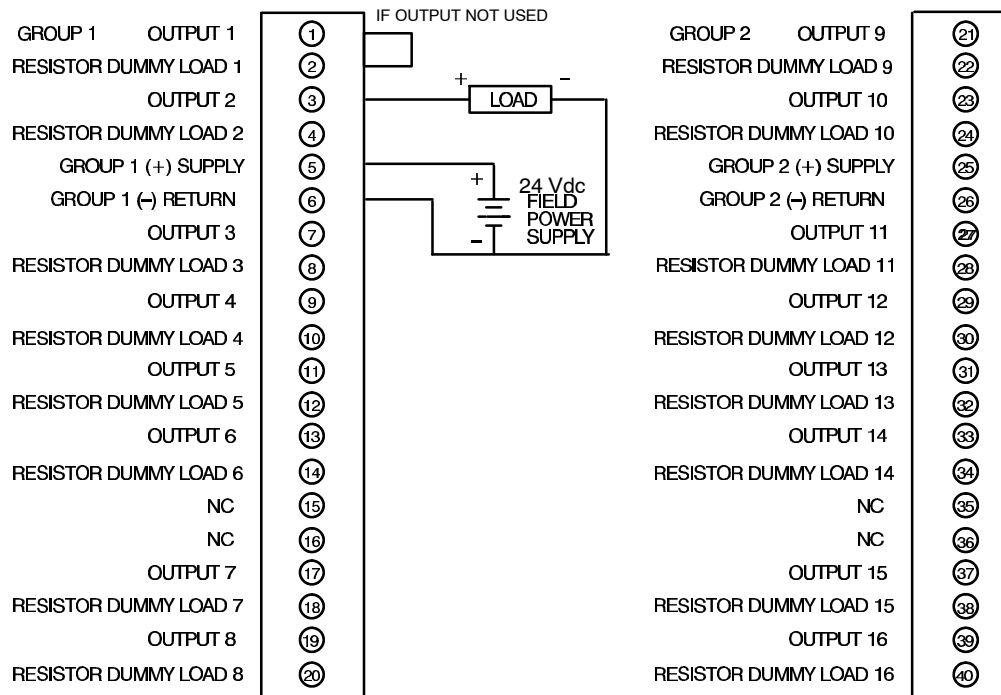 IF OUTPUT NOT USED
GROUP 1 OUTPUT 1 1
RESISTOR DUMMY LOAD 1 2
OUTPUT 2 3
RESISTOR DUMMY LOAD 2 4
GROUP 1 (+) SUPPLY 5
GROUP 1 (–) RETURN 6
OUTPUT 3 7
RESISTOR DUMMY LOAD 3 8
OUTPUT 4 9
RESISTOR DUMMY LOAD 4 10
OUTPUT 5 11
RESISTOR DUMMY LOAD 5 12
OUTPUT 6 13
RESISTOR DUMMY LOAD 6 14
NC 15
NC 16
OUTPUT 7 17
RESISTOR DUMMY LOAD 7 18
OUTPUT 8 19
RESISTOR DUMMY LOAD 8 20
+ –
LOAD
+
24 Vdc
FIELD
POWER
SUPPLY
–
GROUP 2 OUTPUT 9 21
RESISTOR DUMMY LOAD 9 22
OUTPUT 10 23
RESISTOR DUMMY LOAD 10 24
GROUP 2 (+) SUPPLY 25
GROUP 2 (–) RETURN 26
OUTPUT 11 27
RESISTOR DUMMY LOAD 11 28
OUTPUT 12 29
RESISTOR DUMMY LOAD 12 30
OUTPUT 13 31
RESISTOR DUMMY LOAD 13 32
OUTPUT 14 33
RESISTOR DUMMY LOAD 14 34
NC 35
NC 36
OUTPUT 15 37
RESISTOR DUMMY LOAD 15 38
OUTPUT 16 39
RESISTOR DUMMY LOAD 16 40